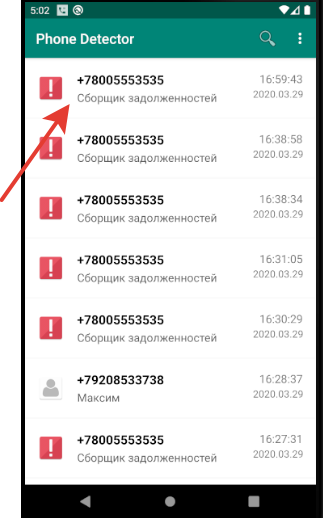 5:02
Phone Detector
+78005553535 16:59:43
Сборщик задолженностей 2020.03.29
+78005553535 16:38:58
Сборщик задолженностей 2020.03.29
+78005553535 16:38:34
Сборщик задолженностей 2020.03.29
+78005553535 16:31:05
Сборщик задолженностей 2020.03.29
+78005553535 16:30:29
Сборщик задолженностей 2020.03.29
+79208533738 16:28:37
Максим 2020.03.29
+78005553535 16:27:31
Сборщик задолженностей 2020.03.29